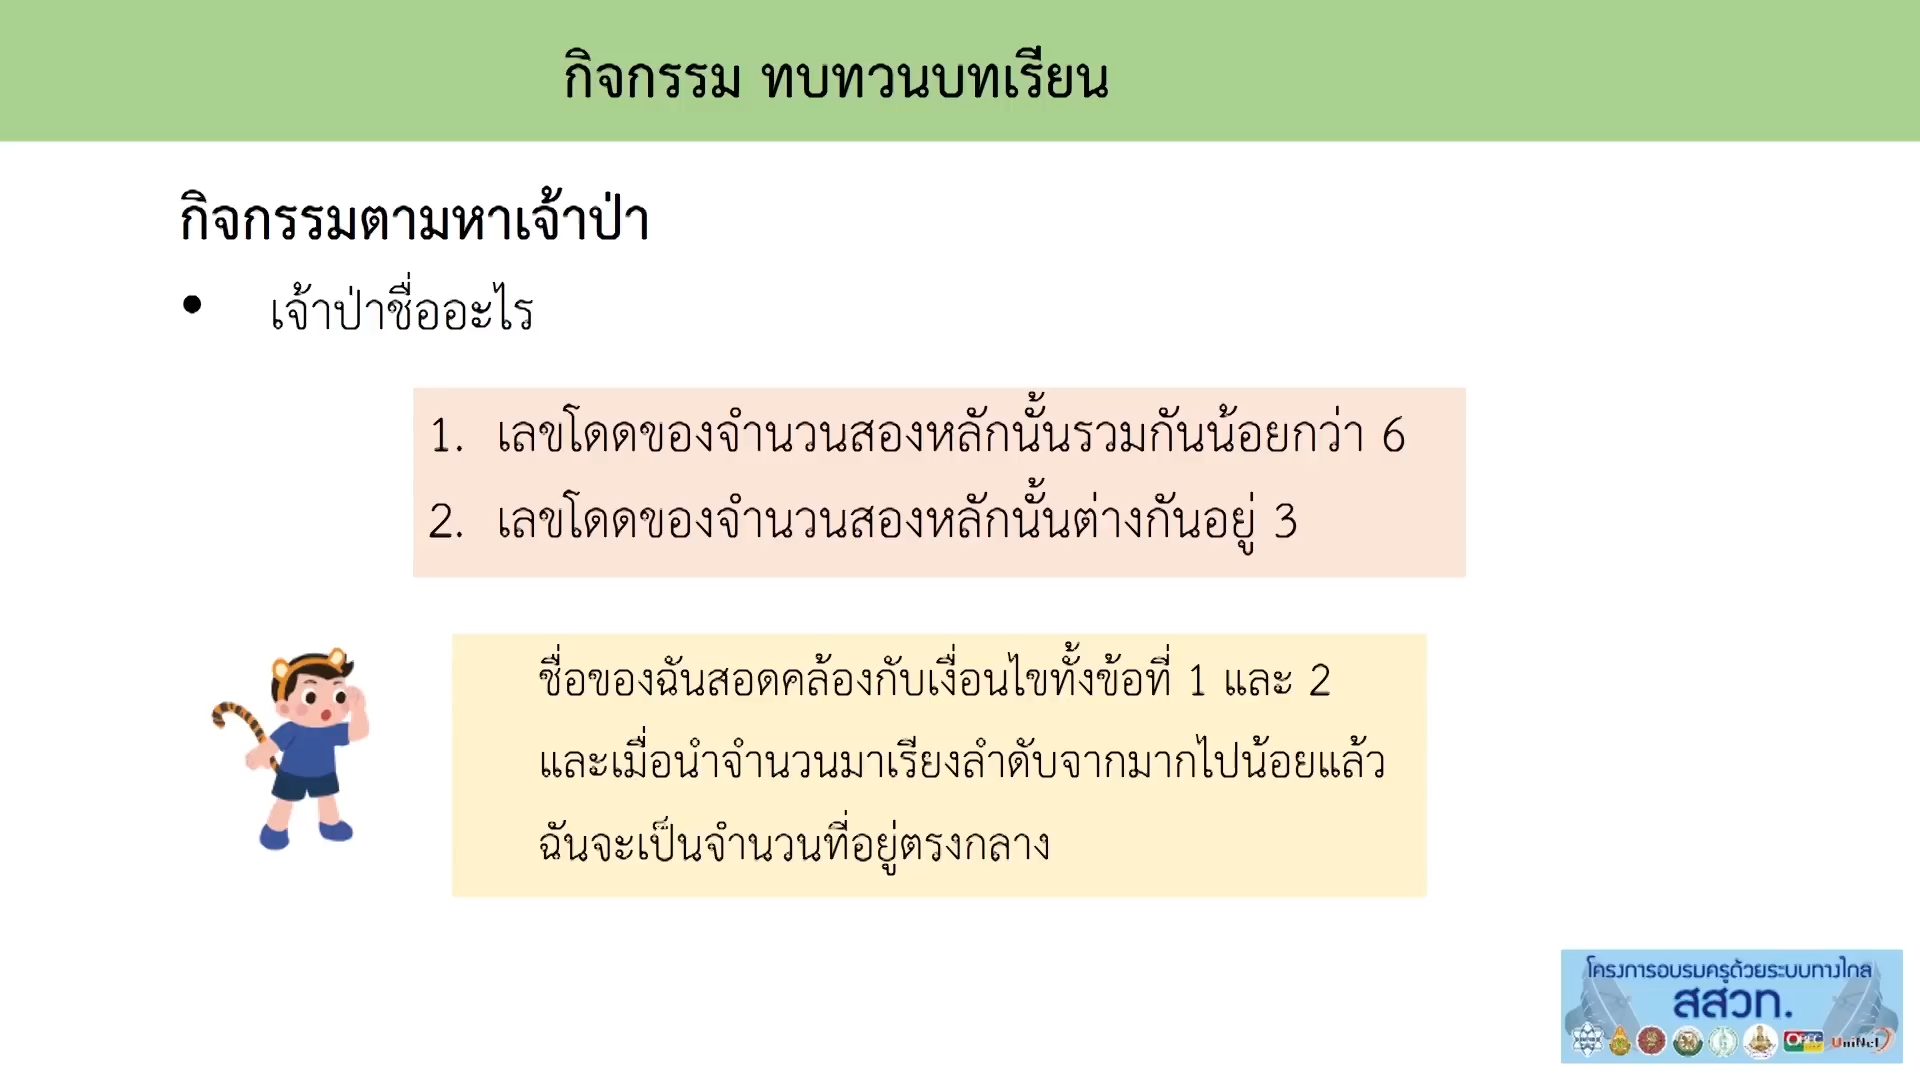 กิจกรรม ทบทวนบทเรียน
กิจกรรมตามหาเจ้าป่า
• เจ้าป่าชื่ออะไร
1. เลขโดดของจำนวนสองหลักนั้นรวมกันน้อยกว่า 6
2. เลขโดดของจำนวนสองหลักนั้นต่างกันอยู่ 3
ชื่อของฉันสอดคล้องกับเงื่อนไขทั้งข้อที่ 1 และ 2
และเมื่อนำจำนวนมาเรียงลำดับจากมากไปน้อยแล้ว
ฉันจะเป็นจำนวนที่อยู่ตรงกลาง
โครงการอบรมครูด้วยระบบทางไกล
สสวท.
UniNet